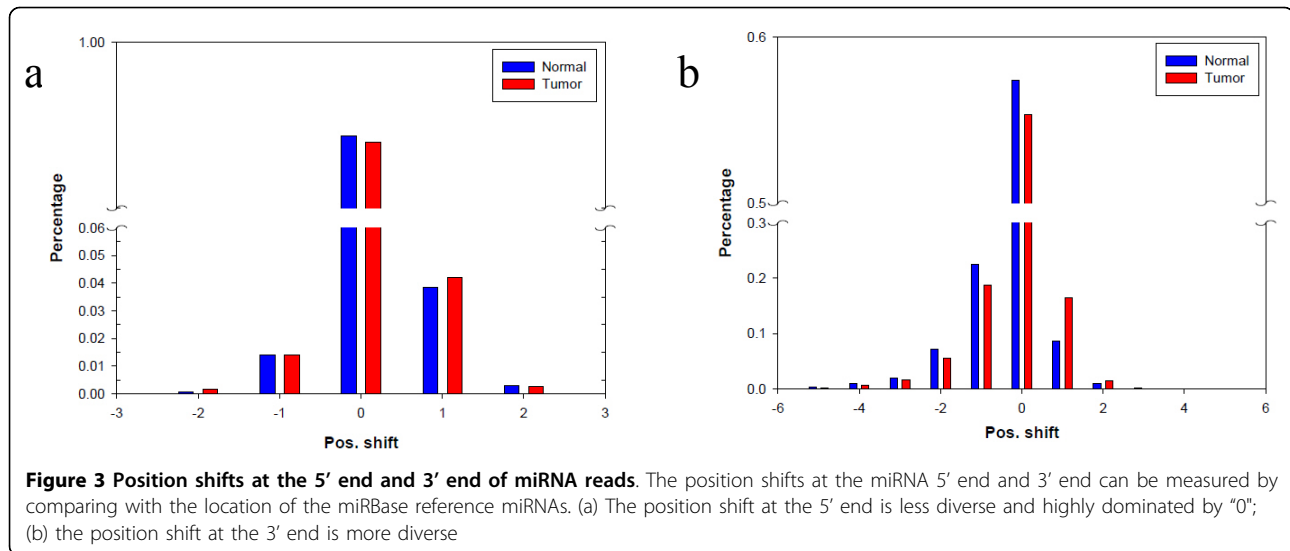 a
1.00
Normal
Tumor
Percentage
0.06
0.05
0.04
0.03
0.02
0.01
0.00
-3 -2 -1 0 1 2 3
Pos. shift
b
0.6
Normal
Tumor
Percentage
0.5
0.3
0.2
0.1
0.0
-6 -4 -2 0 2 4 6
Pos. shift
Figure 3 Position shifts at the 5’ end and 3’ end of miRNA reads. The position shifts at the miRNA 5’ end and 3’ end can be measured by
comparing with the location of the miRBase reference miRNAs. (a) The position shift at the 5’ end is less diverse and highly dominated by “0”;
(b) the position shift at the 3’ end is more diverse